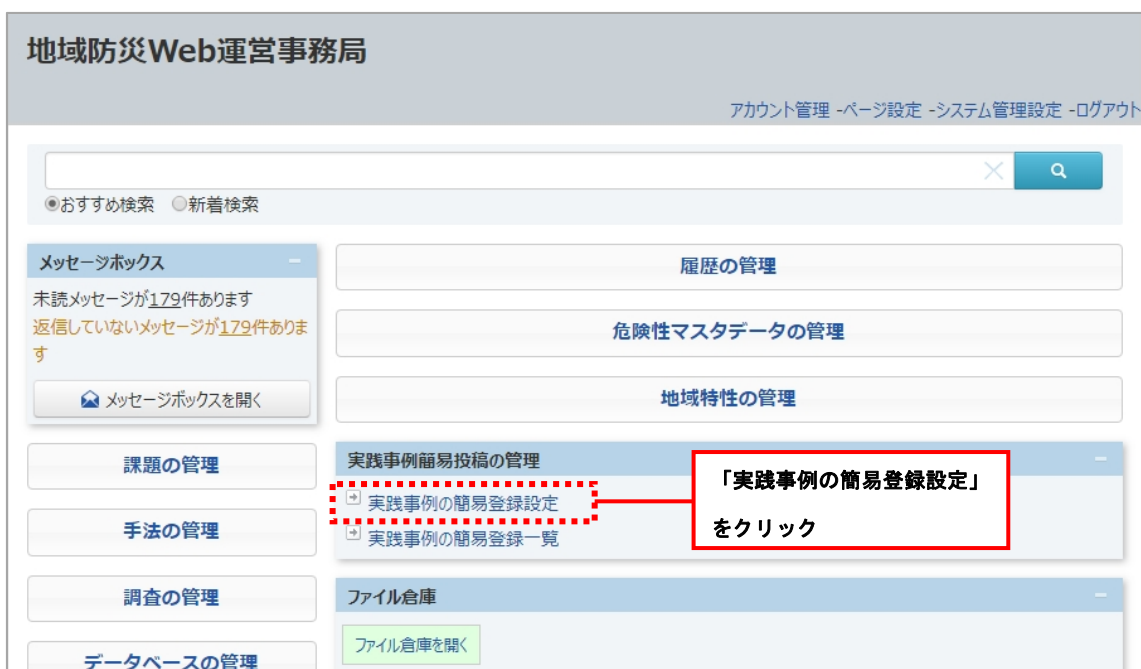 地域防災Web運営事務局
アカウント管理 -ページ設定 -システム管理設定 -ログアウト
おすすめ検索 新着検索
メッセージボックス
未読メッセージが179件あります
返信していないメッセージが179件ありま
す
メッセージボックスを開く
課題の管理
手法の管理
調査の管理
データベースの管理
履歴の管理
危険性マスタデータの管理
地域特性の管理
実践事例簡易投稿の管理
実践事例の簡易登録設定
実践事例の簡易登録一覧
「実践事例の簡易登録設定」
をクリック
ファイル倉庫
ファイル倉庫を開く